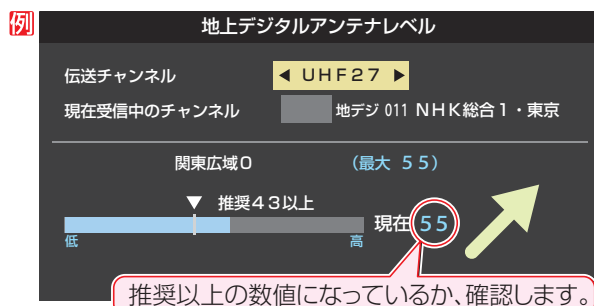 例
地上デジタルアンテナレベル
伝送チャンネル ◀ UHF27 ▶
現在受信中のチャンネル 地デジ 011 NHK総合1・東京
関東広域0 (最大 55)
▼ 推奨43以上
現在 55
低 高
推奨以上の数値になっているか、確認します。